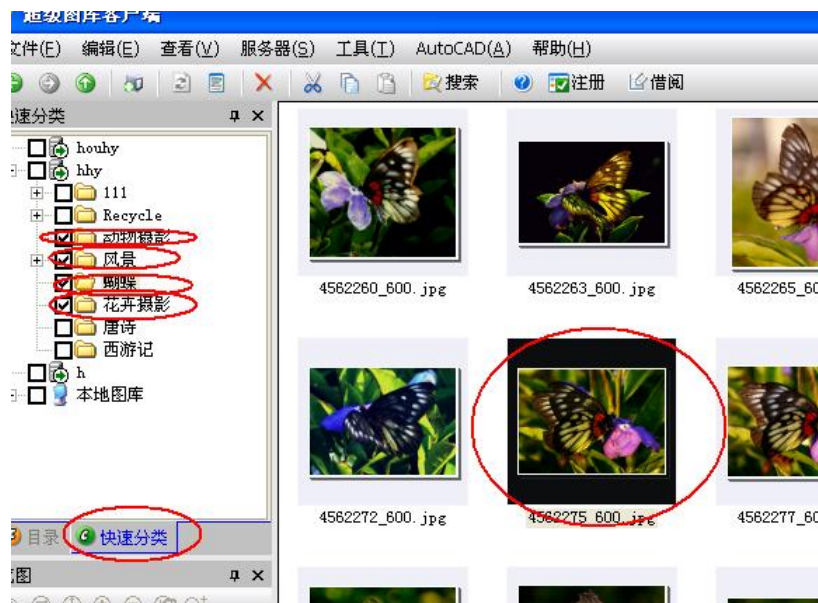 超级图库客户端
文件(F) 编辑(E) 查看(V) 服务器(S) 工具(T) AutoCAD(A) 帮助(H)
搜索 注册 借阅
快速分类
houhy
hhy
111
Recycle
动物摄影
风景
蝴蝶
花卉摄影
唐诗
西游记
h
本地图库
目录 快速分类
图
4562260_600.jpg 4562263_600.jpg 4562265_60
4562272_600.jpg 4562275_600.jpg 4562277_60